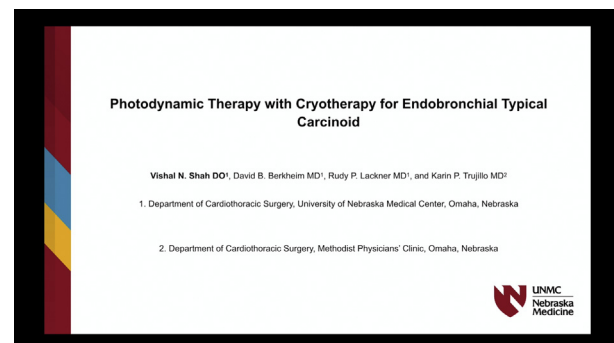 Photodynamic Therapy with Cryotherapy for Endobronchial Typical
Carcinoid
Vishal N. Shah DO¹, David B. Berkheim MD¹, Rudy P. Lackner MD¹, and Karin P. Trujillo MD²
1. Department of Cardiothoracic Surgery, University of Nebraska Medical Center, Omaha, Nebraska
2. Department of Cardiothoracic Surgery, Methodist Physicians' Clinic, Omaha, Nebraska
UNMC
Nebraska
Medicine